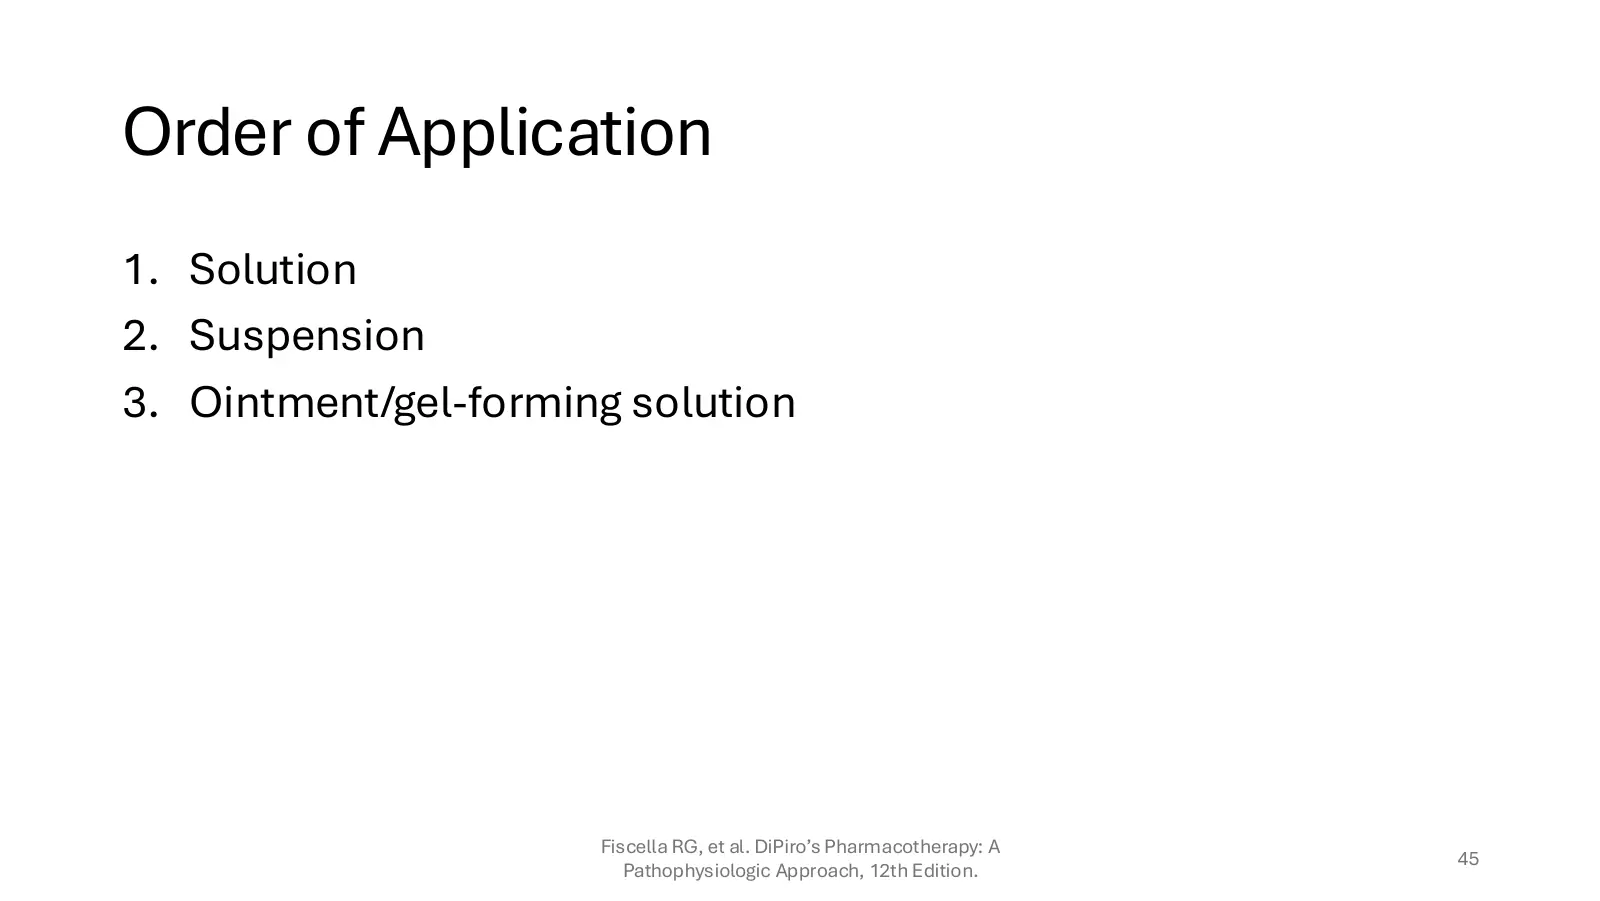 Order of Application
1. Solution
2. Suspension
3. Ointment/gel-forming solution
Fiscella RG, et al. DiPiro’s Pharmacotherapy: A
Pathophysiologic Approach, 12th Edition.
45